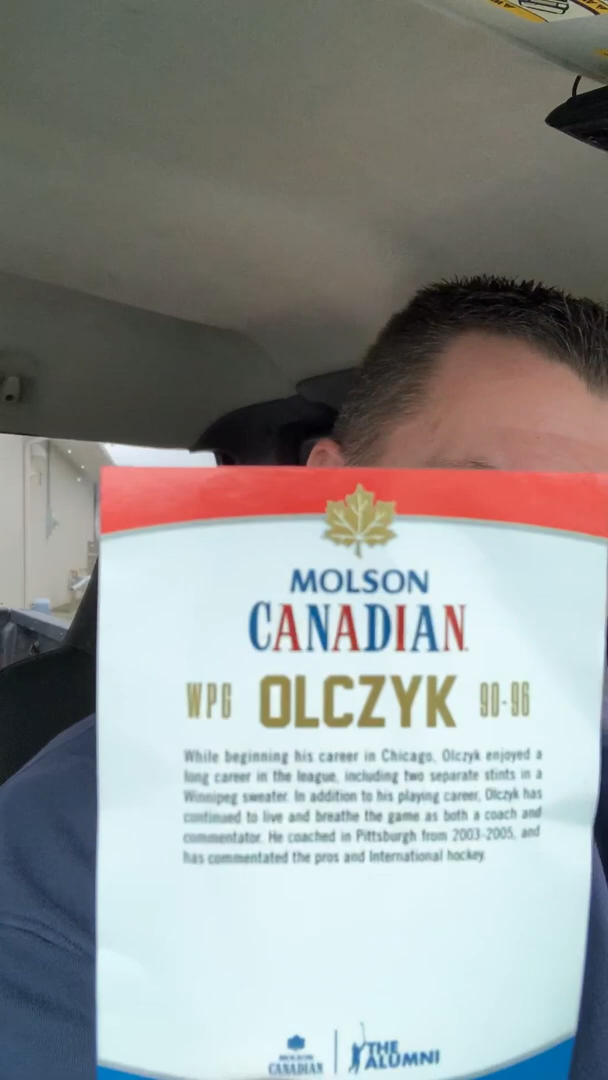 MOLSON
CANADIAN
WPG OLCZYK 90-96
While beginning his career in Chicago, Olczyk enjoyed a
long career in the league, including two separate stints in a
Winnipeg sweater. In addition to his playing career, Olczyk has
continued to live and breathe the game as both a coach and
commentator. He coached in Pittsburgh from 2003-2005, and
has commentated the pros and International hockey.
MOLSON
CANADIAN
THE
ALUMNI